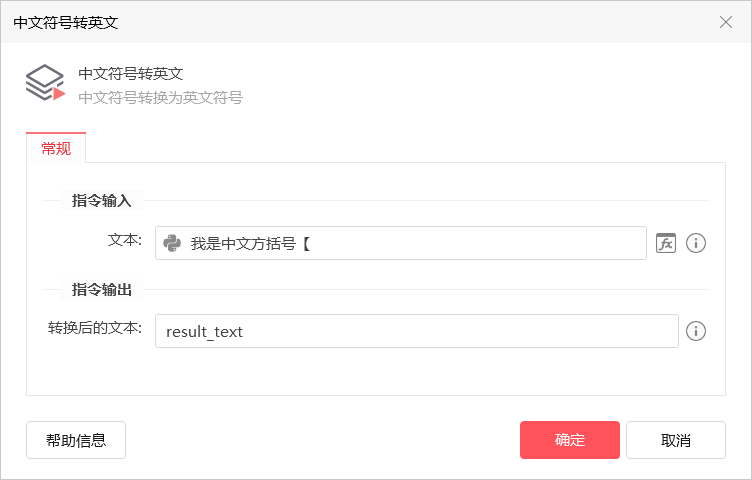 中文符号转英文
中文符号转英文
中文符号转换为英文符号
常规
指令输入
文本: 我是中文方括号【
指令输出
转换后的文本: result_text
帮助信息 确定 取消